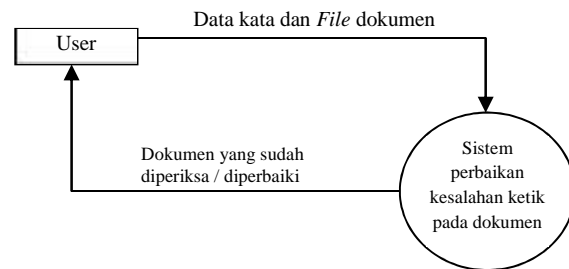 Data kata dan File dokumen
User
Dokumen yang sudah
diperiksa / diperbaiki
Sistem
perbaikan
kesalahan ketik
pada dokumen